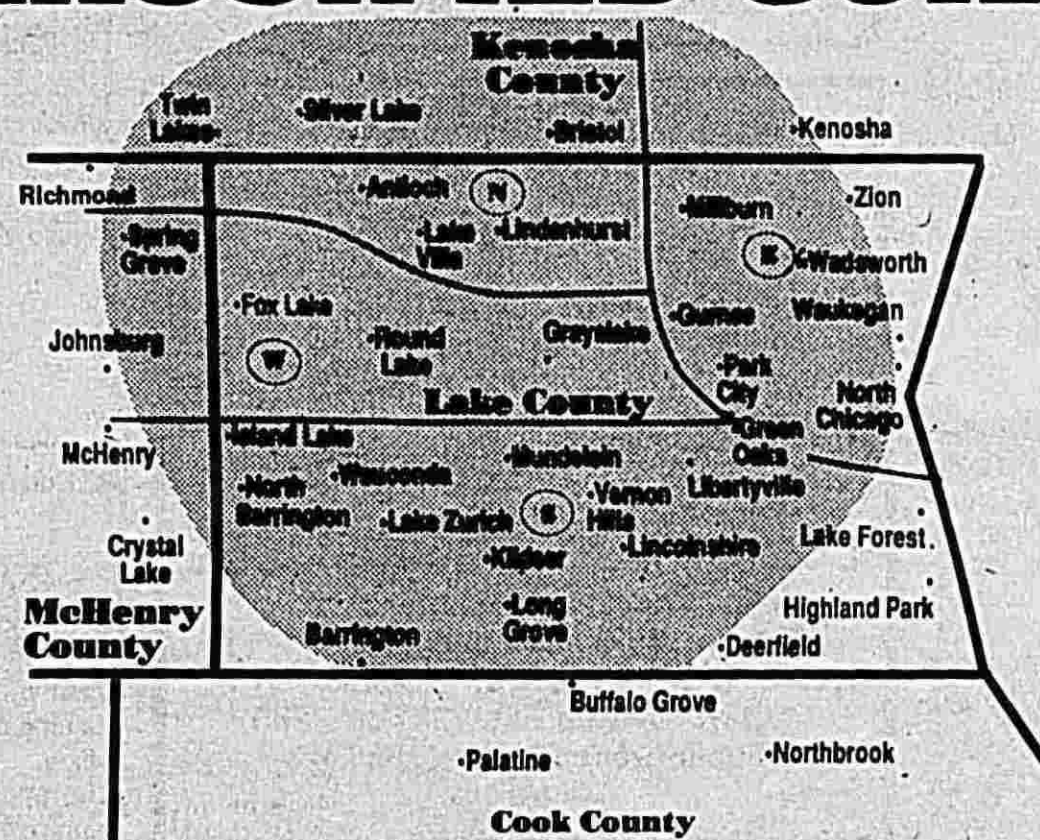 Kenosha
County
Twin
Lakes
Silver Lake
Bristol
Kenosha
Richmond
Antioch
N
Millburn
Zion
Spring
Grove
Lake
Villa
Lindenhurst
E
Wadsworth
Fox Lake
Gurnee
Waukegan
Johnsburg
W
Round
Lake
Grayslake
Park
City
North
Chicago
Lake County
Green
Oaks
McHenry
Island Lake
Mundelein
North
Barrington
Wauconda
Vernon
Hills
Libertyville
Lake Zurich
S
Crystal
Lake
Kildeer
Lincolnshire
Lake Forest
McHenry
County
Long
Grove
Highland Park
Barrington
Deerfield
Buffalo Grove
Palatine
Northbrook
Cook County